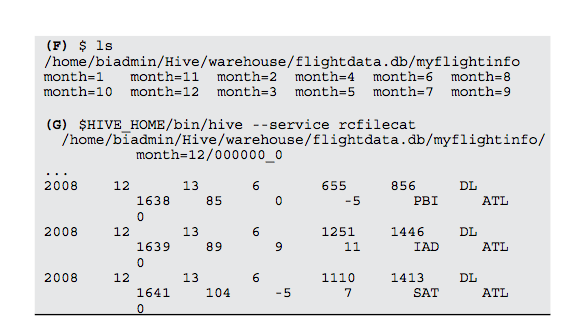 (F) $ ls
/home/biadmin/Hive/warehouse/flightdata.db/myflightinfo
month=1 month=11 month=2 month=4 month=6 month=8
month=10 month=12 month=3 month=5 month=7 month=9
(G) $HIVE_HOME/bin/hive --service rcfilecat
/home/biadmin/Hive/warehouse/flightdata.db/myflightinfo/
month=12/000000_0
...
2008 12 13 6 655 856 DL
1638 85 0 -5 PBI ATL
0
2008 12 13 6 1251 1446 DL
1639 89 9 11 IAD ATL
0
2008 12 13 6 1110 1413 DL
1641 104 -5 7 SAT ATL
0